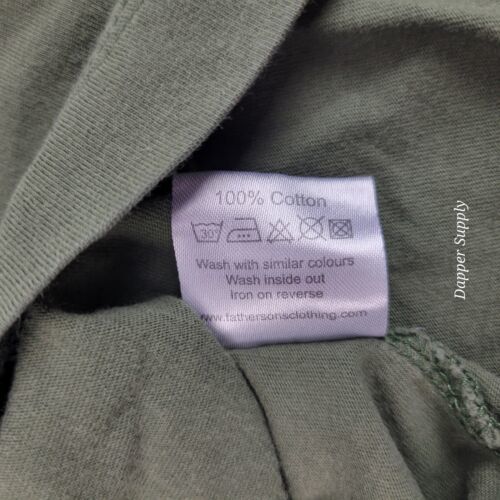 100% Cotton
30°
Wash with similar colours
Wash inside out
Iron on reverse
www.fathersonsclothing.com
Dapper Supply